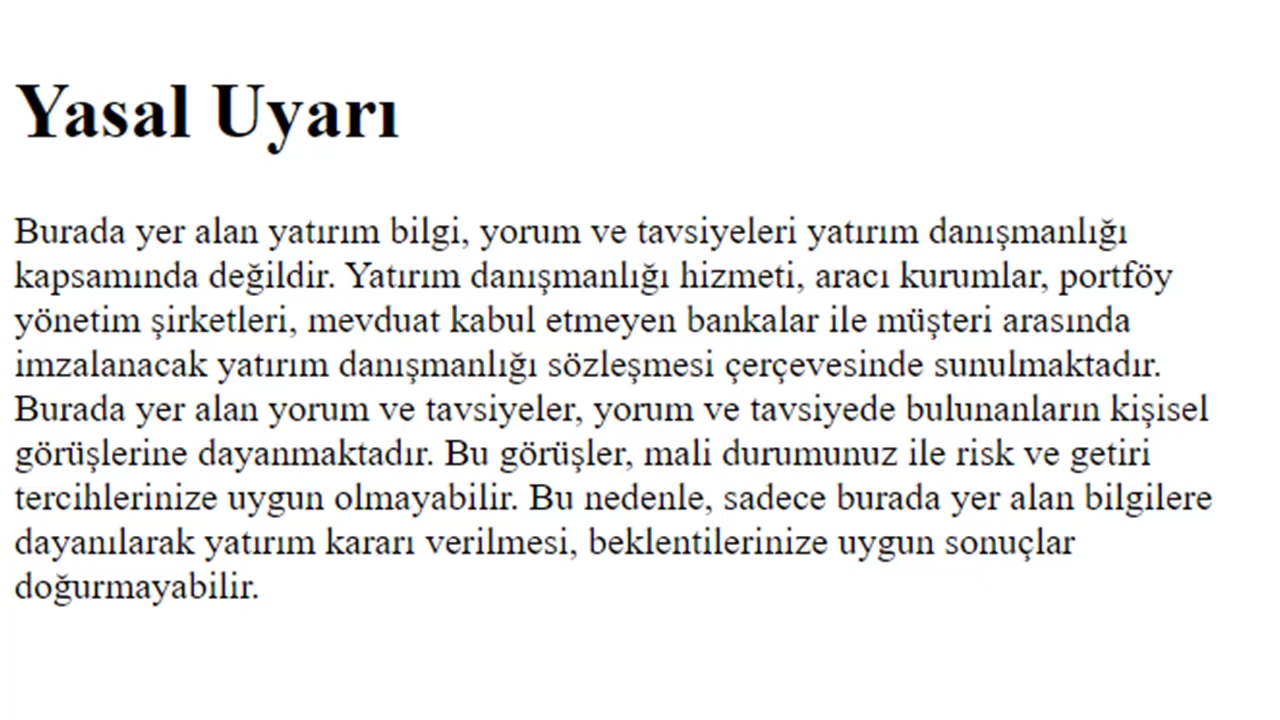 Yasal Uyarı
Burada yer alan yatırım bilgi, yorum ve tavsiyeleri yatırım danışmanlığı
kapsamında değildir. Yatırım danışmanlığı hizmeti, aracı kurumlar, portföy
yönetim şirketleri, mevduat kabul etmeyen bankalar ile müşteri arasında
imzalanacak yatırım danışmanlığı sözleşmesi çerçevesinde sunulmaktadır.
Burada yer alan yorum ve tavsiyeler, yorum ve tavsiyede bulunanların kişisel
görüşlerine dayanmaktadır. Bu görüşler, mali durumunuz ile risk ve getiri
tercihlerinize uygun olmayabilir. Bu nedenle, sadece burada yer alan bilgilere
dayanılarak yatırım kararı verilmesi, beklentilerinize uygun sonuçlar
doğurmayabilir.